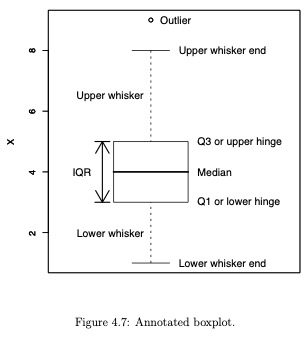 Outlier
8
Upper whisker end
Upper whisker
6
X
Q3 or upper hinge
IQR
4
Median
Q1 or lower hinge
2
Lower whisker
Lower whisker end
Figure 4.7: Annotated boxplot.